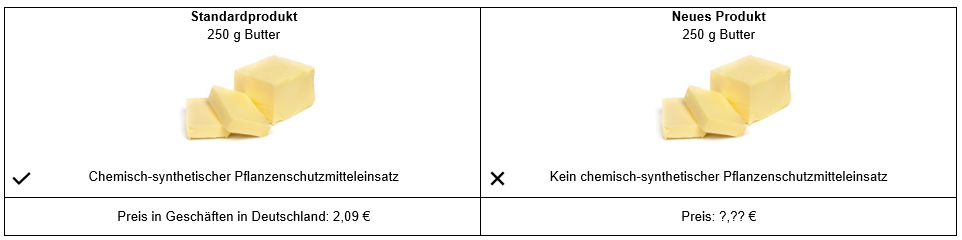 Standardprodukt
250 g Butter
Chemisch-synthetischer Pflanzenschutzmitteleinsatz
Preis in Geschäften in Deutschland: 2,09 €
Neues Produkt
250 g Butter
Kein chemisch-synthetischer Pflanzenschutzmitteleinsatz
Preis: ?,?? €